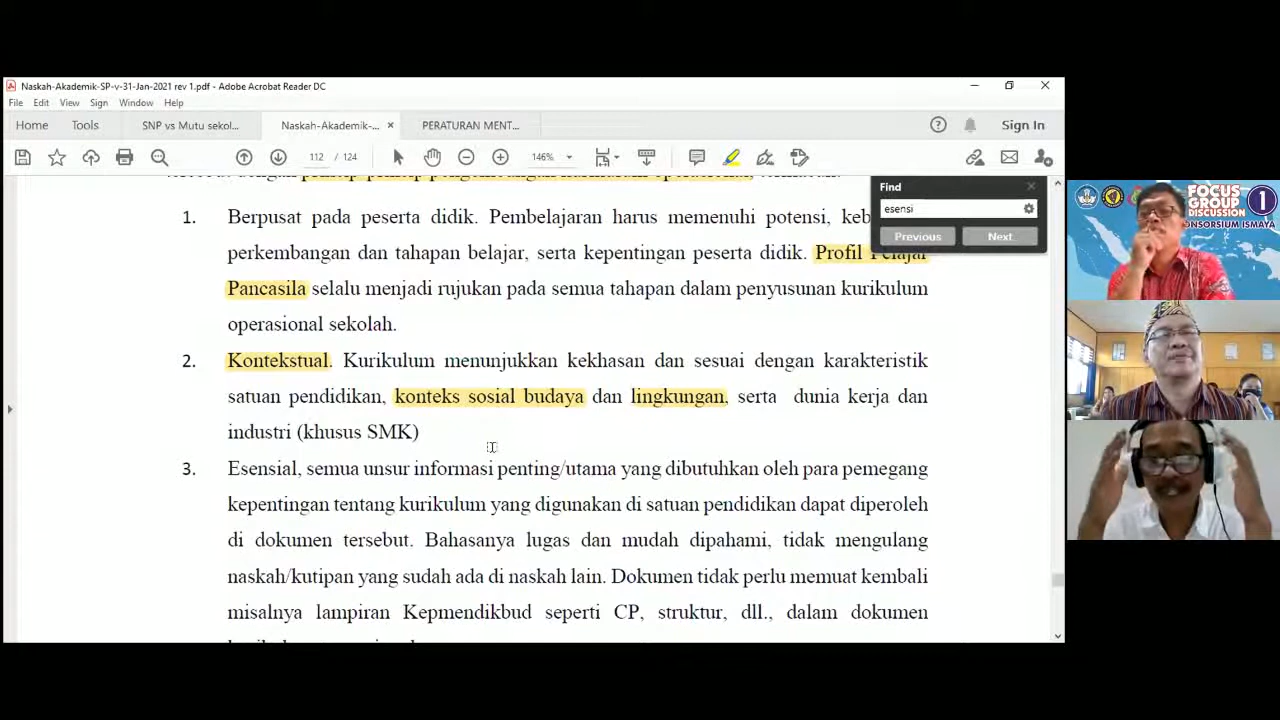 Naskah-Akademik-SP-v-31-Jan-2021 rev 1.pdf - Adobe Acrobat Reader DC
File Edit View Sign Window Help
Home Tools SNP vs Mutu sekol... Naskah-Akademik-... × PERATURAN MENT... Sign In
112 / 124 146%
Find
esensi
Previous Next
1. Berpusat pada peserta didik. Pembelajaran harus memenuhi potensi,
perkembangan dan tahapan belajar, serta kepentingan peserta didik. Profil Pelajar
Pancasila selalu menjadi rujukan pada semua tahapan dalam penyusunan kurikulum
operasional sekolah.
2. Kontekstual. Kurikulum menunjukkan kekhasan dan sesuai dengan karakteristik
satuan pendidikan, konteks sosial budaya dan lingkungan, serta dunia kerja dan
industri (khusus SMK)
3. Esensial, semua unsur informasi penting/utama yang dibutuhkan oleh para pemegang
kepentingan tentang kurikulum yang digunakan di satuan pendidikan dapat diperoleh
di dokumen tersebut. Bahasanya lugas dan mudah dipahami, tidak mengulang
naskah/kutipan yang sudah ada di naskah lain. Dokumen tidak perlu memuat kembali
misalnya lampiran Kepmendikbud seperti CP, struktur, dll., dalam dokumen
FOCUS
GROUP
DISCUSSION 1
KONSORSIUM ISMAYA